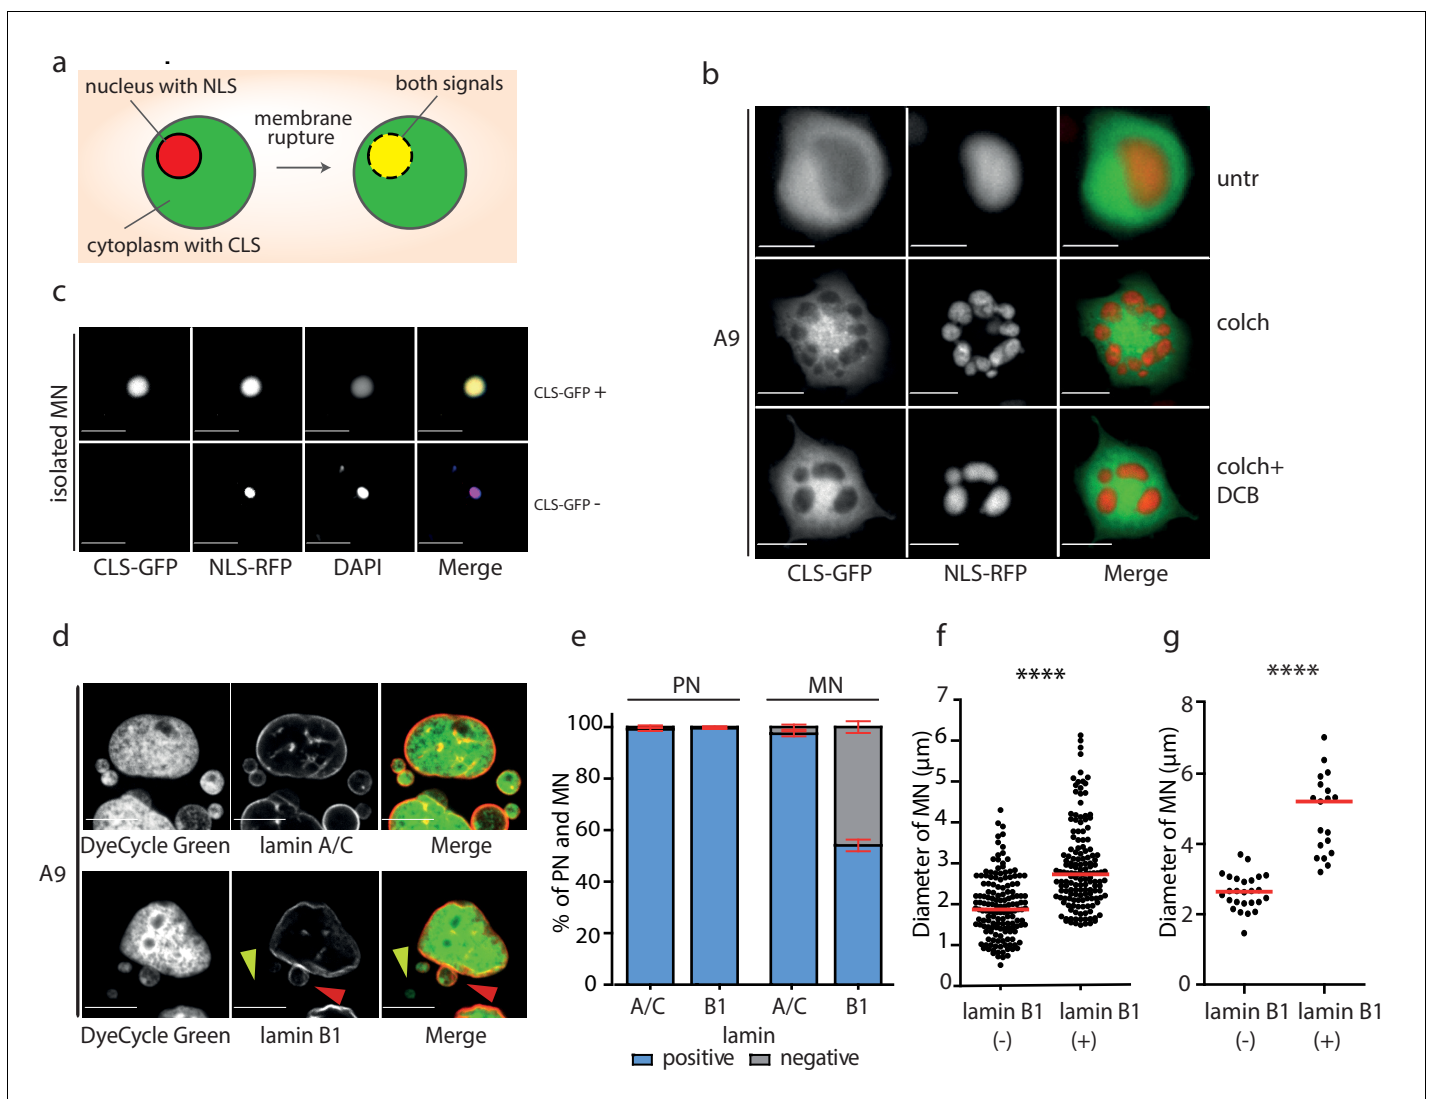 a
nucleus with NLS
both signals
membrane
rupture
cytoplasm with CLS
b
untr
A9
colch
colch+
DCB
CLS-GFP
NLS-RFP
Merge
c
isolated MN
CLS-GFP +
CLS-GFP -
CLS-GFP
NLS-RFP
DAPI
Merge
d
DyeCycle Green
lamin A/C
Merge
A9
DyeCycle Green
lamin B1
Merge
e
PN
MN
% of PN and MN
100
80
60
40
20
0
A/C
B1
A/C
B1
lamin
positive
negative
f
****
Diameter of MN (μm)
7
6
5
4
3
2
1
0
lamin B1
(-)
lamin B1
(+)
g
****
Diameter of MN (μm)
8
6
4
2
0
lamin B1
(-)
lamin B1
(+)